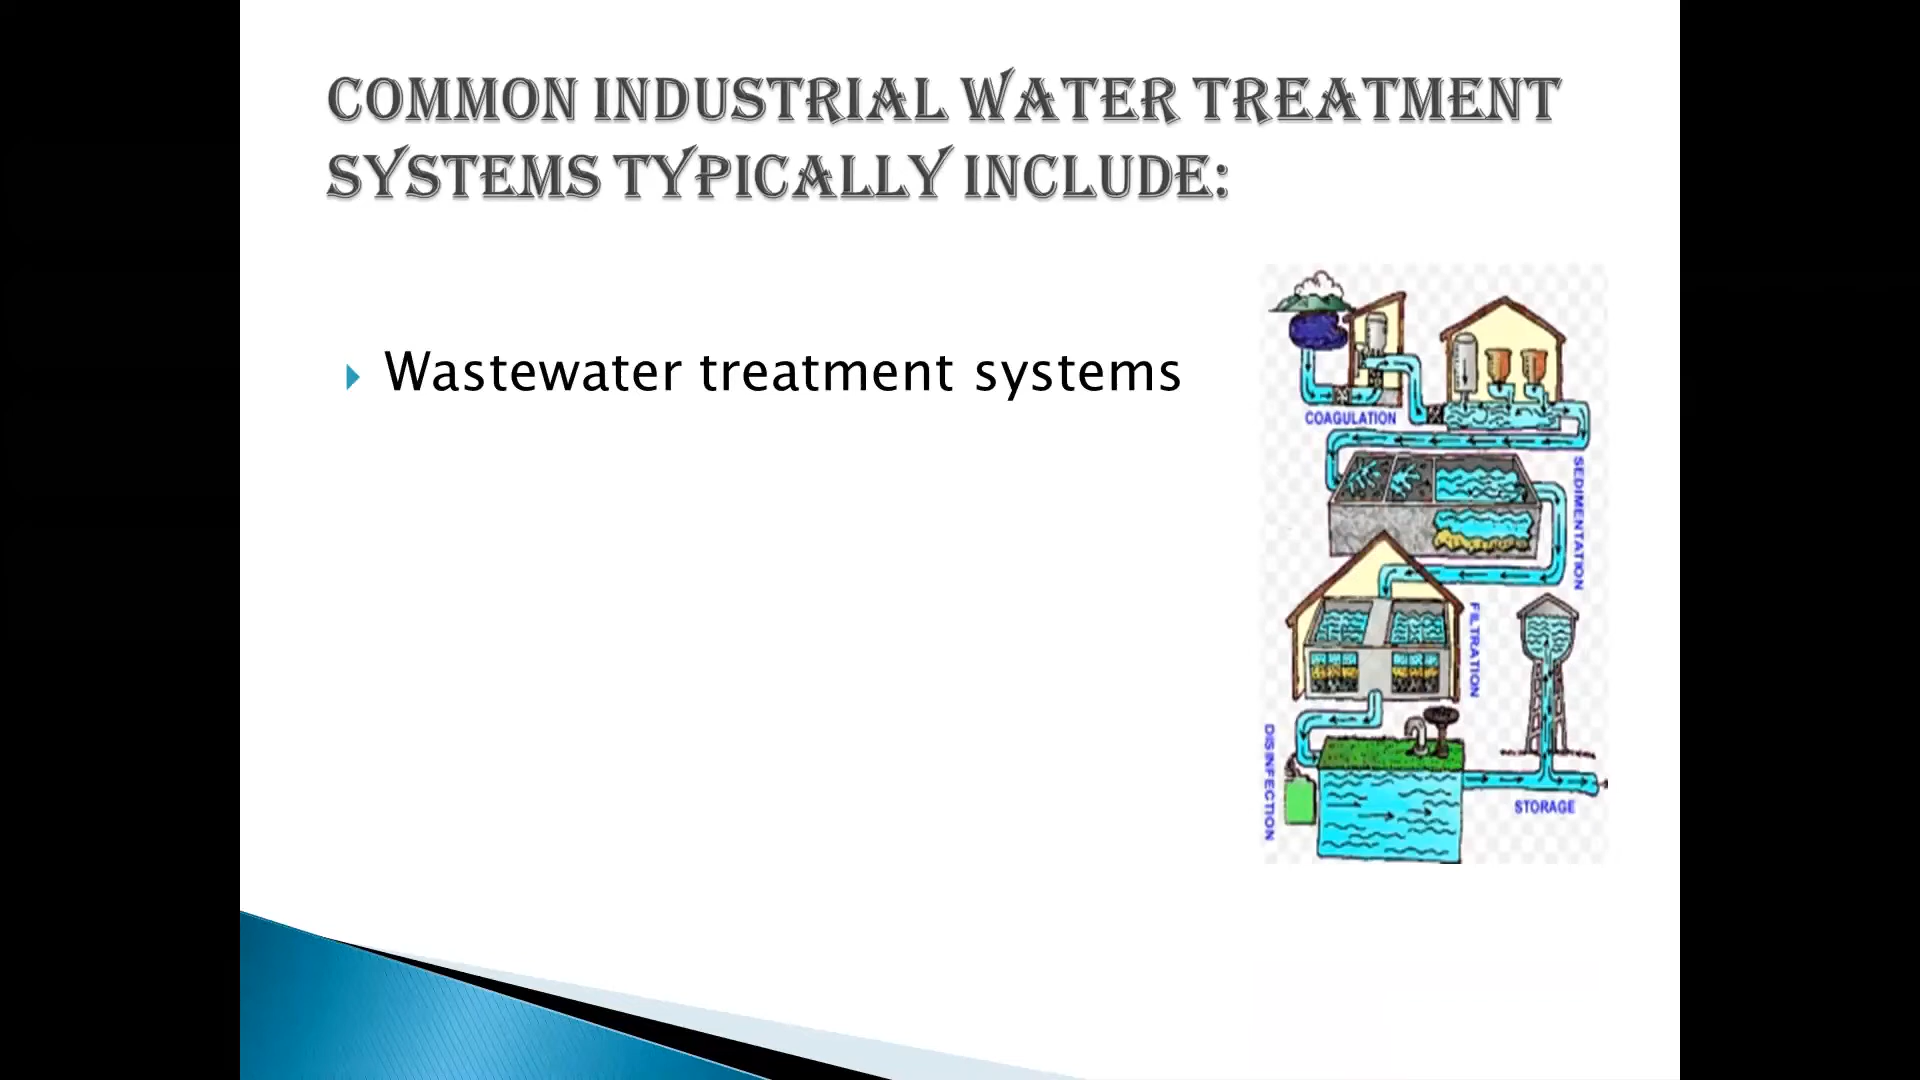 COMMON INDUSTRIAL WATER TREATMENT
SYSTEMS TYPICALLY INCLUDE:
Wastewater treatment systems
COAGULATION
SEDIMENTATION
FILTRATION
DISINFECTION
STORAGE